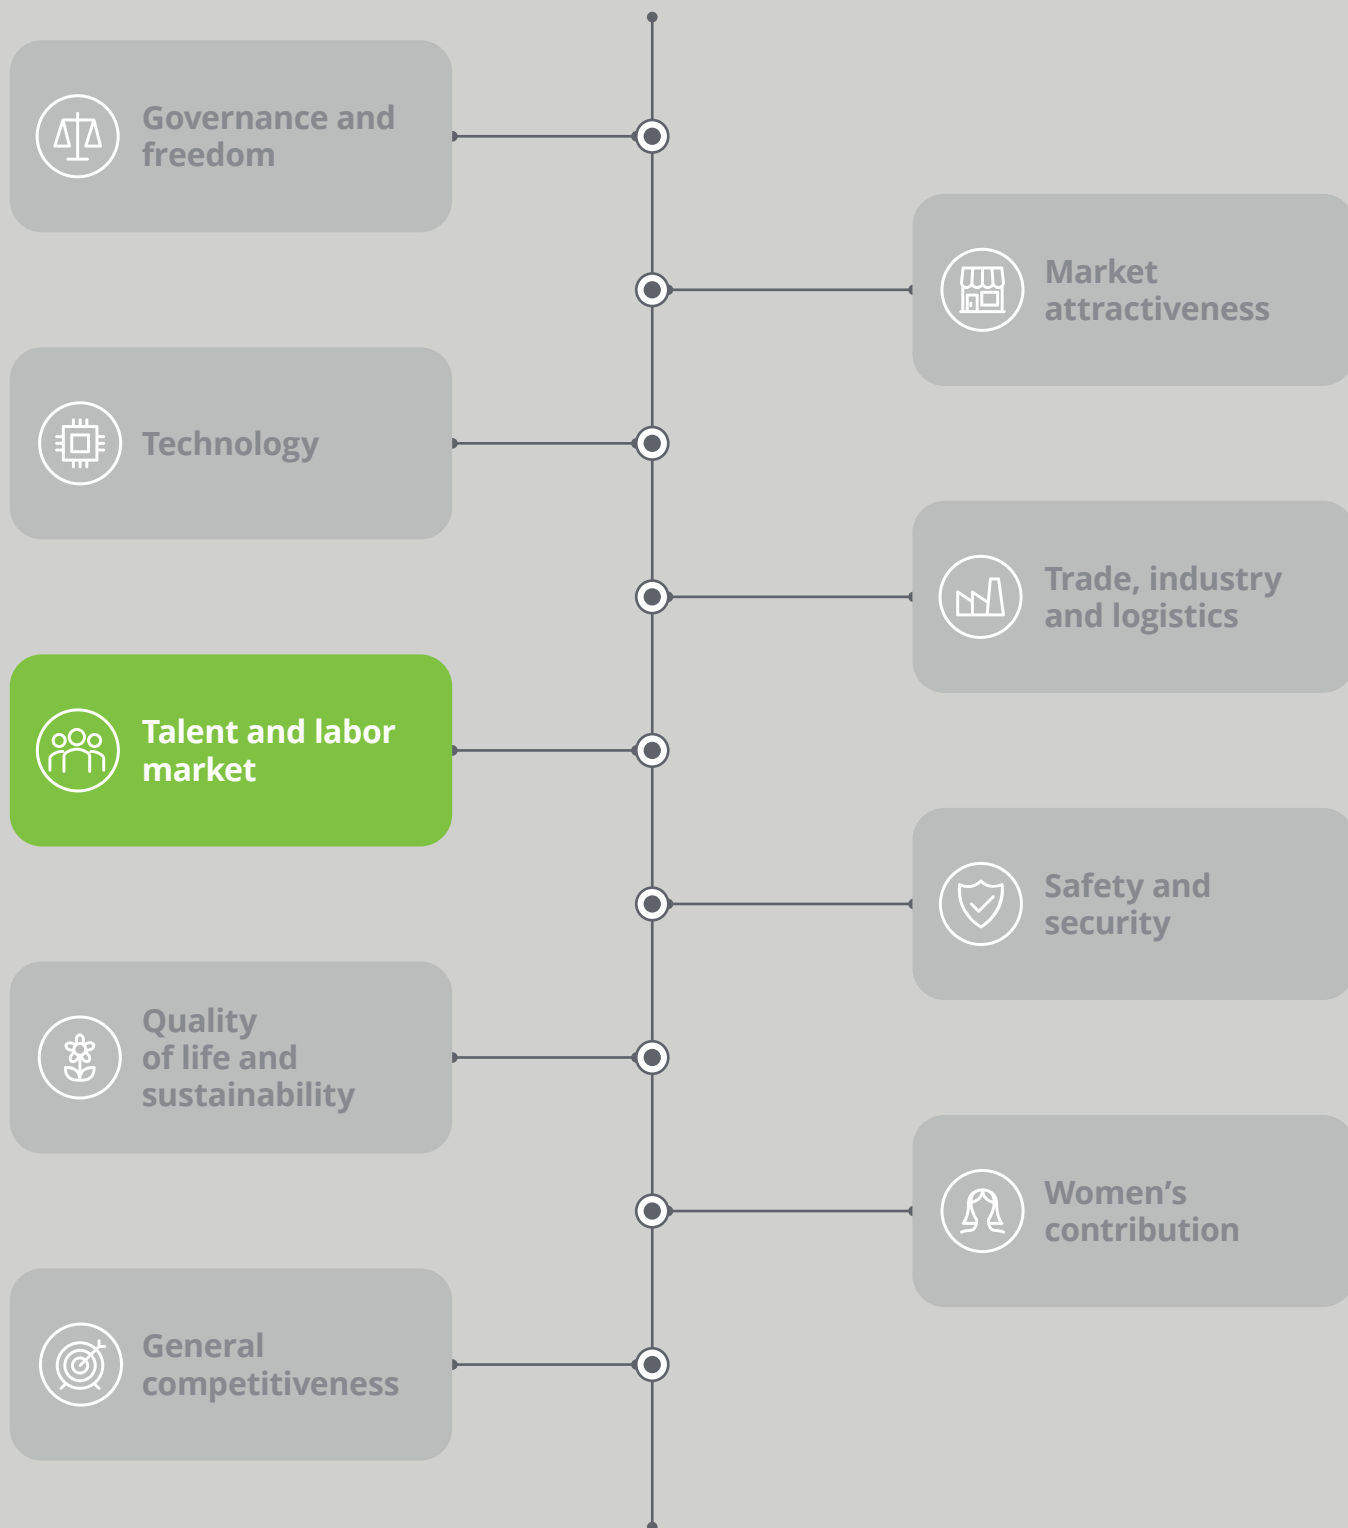 Governance and
freedom
Market
attractiveness
Technology
Trade, industry
and logistics
Talent and labor
market
Safety and
security
Quality
of life and
sustainability
Women’s
contribution
General
competitiveness